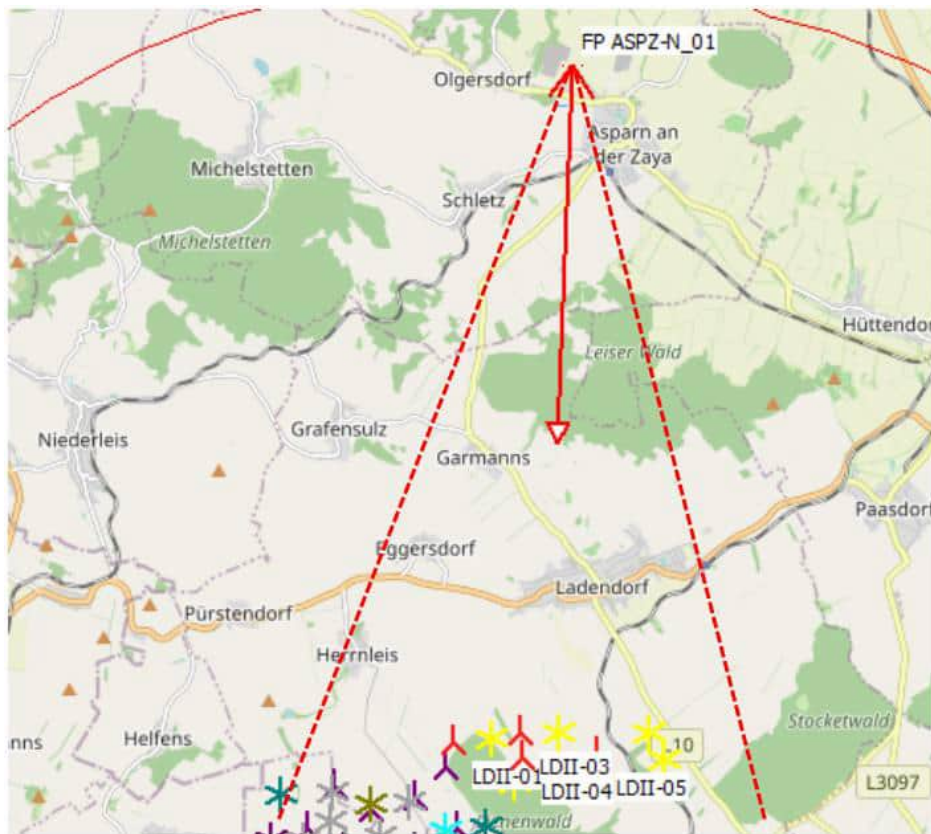 FP ASPZ-N_01
Olgersdorf
Asparn an
der Zaya
Michelstetten
Schletz
Michelstetten
Hüttendor
Leiser Wald
Grafensulz
Niederleis
Garmanns
Paasdorf
Eggersdorf
Ladendorf
Pürstendorf
Herrnleis
Stocketwald
nns
Helfens
L10
LDII-01
LDII-03
LDII-04
LDII-05
L3097
menwald